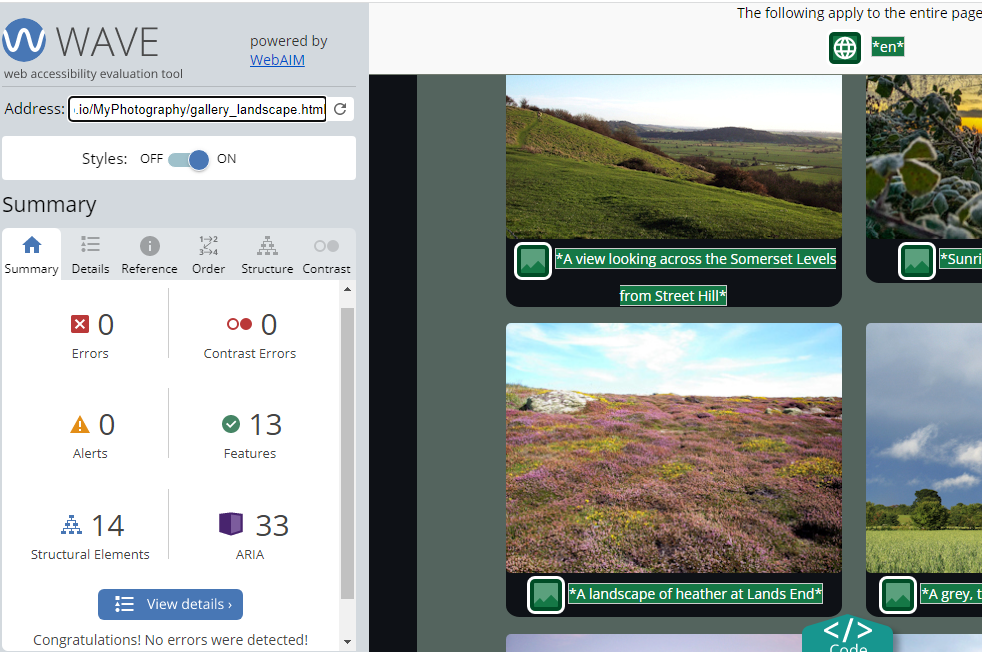 WAVE
web accessibility evaluation tool
powered by
WebAIM
Address: .io/MyPhotography/gallery_landscape.html
Styles: OFF ON
Summary
Summary Details Reference Order Structure Contrast
0 0
Errors Contrast Errors
0 13
Alerts Features
14 33
Structural Elements ARIA
View details ›
Congratulations! No errors were detected!
The following apply to the entire page
*en*
*A view looking across the Somerset Levels
from Street Hill*
*Sunri
*A landscape of heather at Lands End*
*A grey, t
</> 
Code